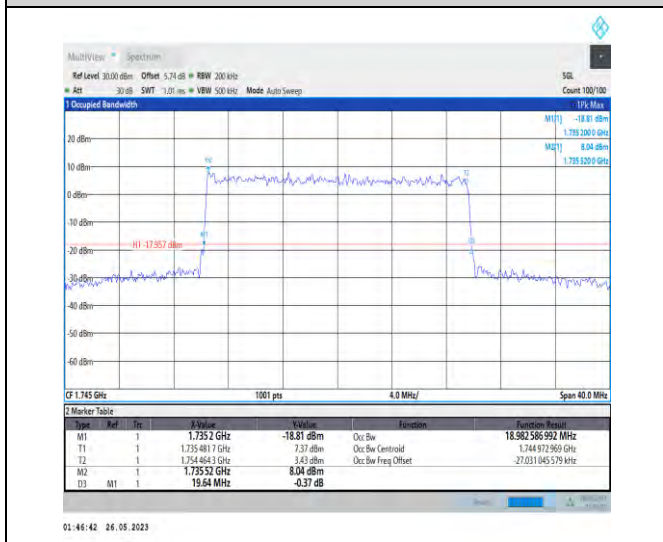 MultiView Spectrum
Ref Level 30.00 dBm Offset 5.74 dB RBW 200 kHz SGL
Att 30 dB SWT 1.01 ms VBW 500 kHz Mode Auto Sweep Count 100/100
1 Occupied Bandwidth 1Pk Max
M1[1] -18.81 dBm
1.735 200 0 GHz
M2[1] 8.04 dBm
1.735 520 0 GHz
20 dBm
M2
T2
10 dBm
0 dBm
-10 dBm
M1
D3
H1 -17.957 dBm
-20 dBm
-30 dBm
-40 dBm
-50 dBm
-60 dBm
CF 1.745 GHz 1001 pts 4.0 MHz/ Span 40.0 MHz
2 Marker Table
Type Ref Trc X-Value Y-Value Function Function Result
M1 1 1.735 2 GHz -18.81 dBm Occ Bw 18.982 586 992 MHz
T1 1 1.735 481 7 GHz 7.37 dBm Occ Bw Centroid 1.744 972 969 GHz
T2 1 1.754 464 3 GHz 3.43 dBm Occ Bw Freq Offset -27.031 045 579 kHz
M2 1 1.735 52 GHz 8.04 dBm
D3 M1 1 19.64 MHz -0.37 dB
01:46:42 26.05.2023